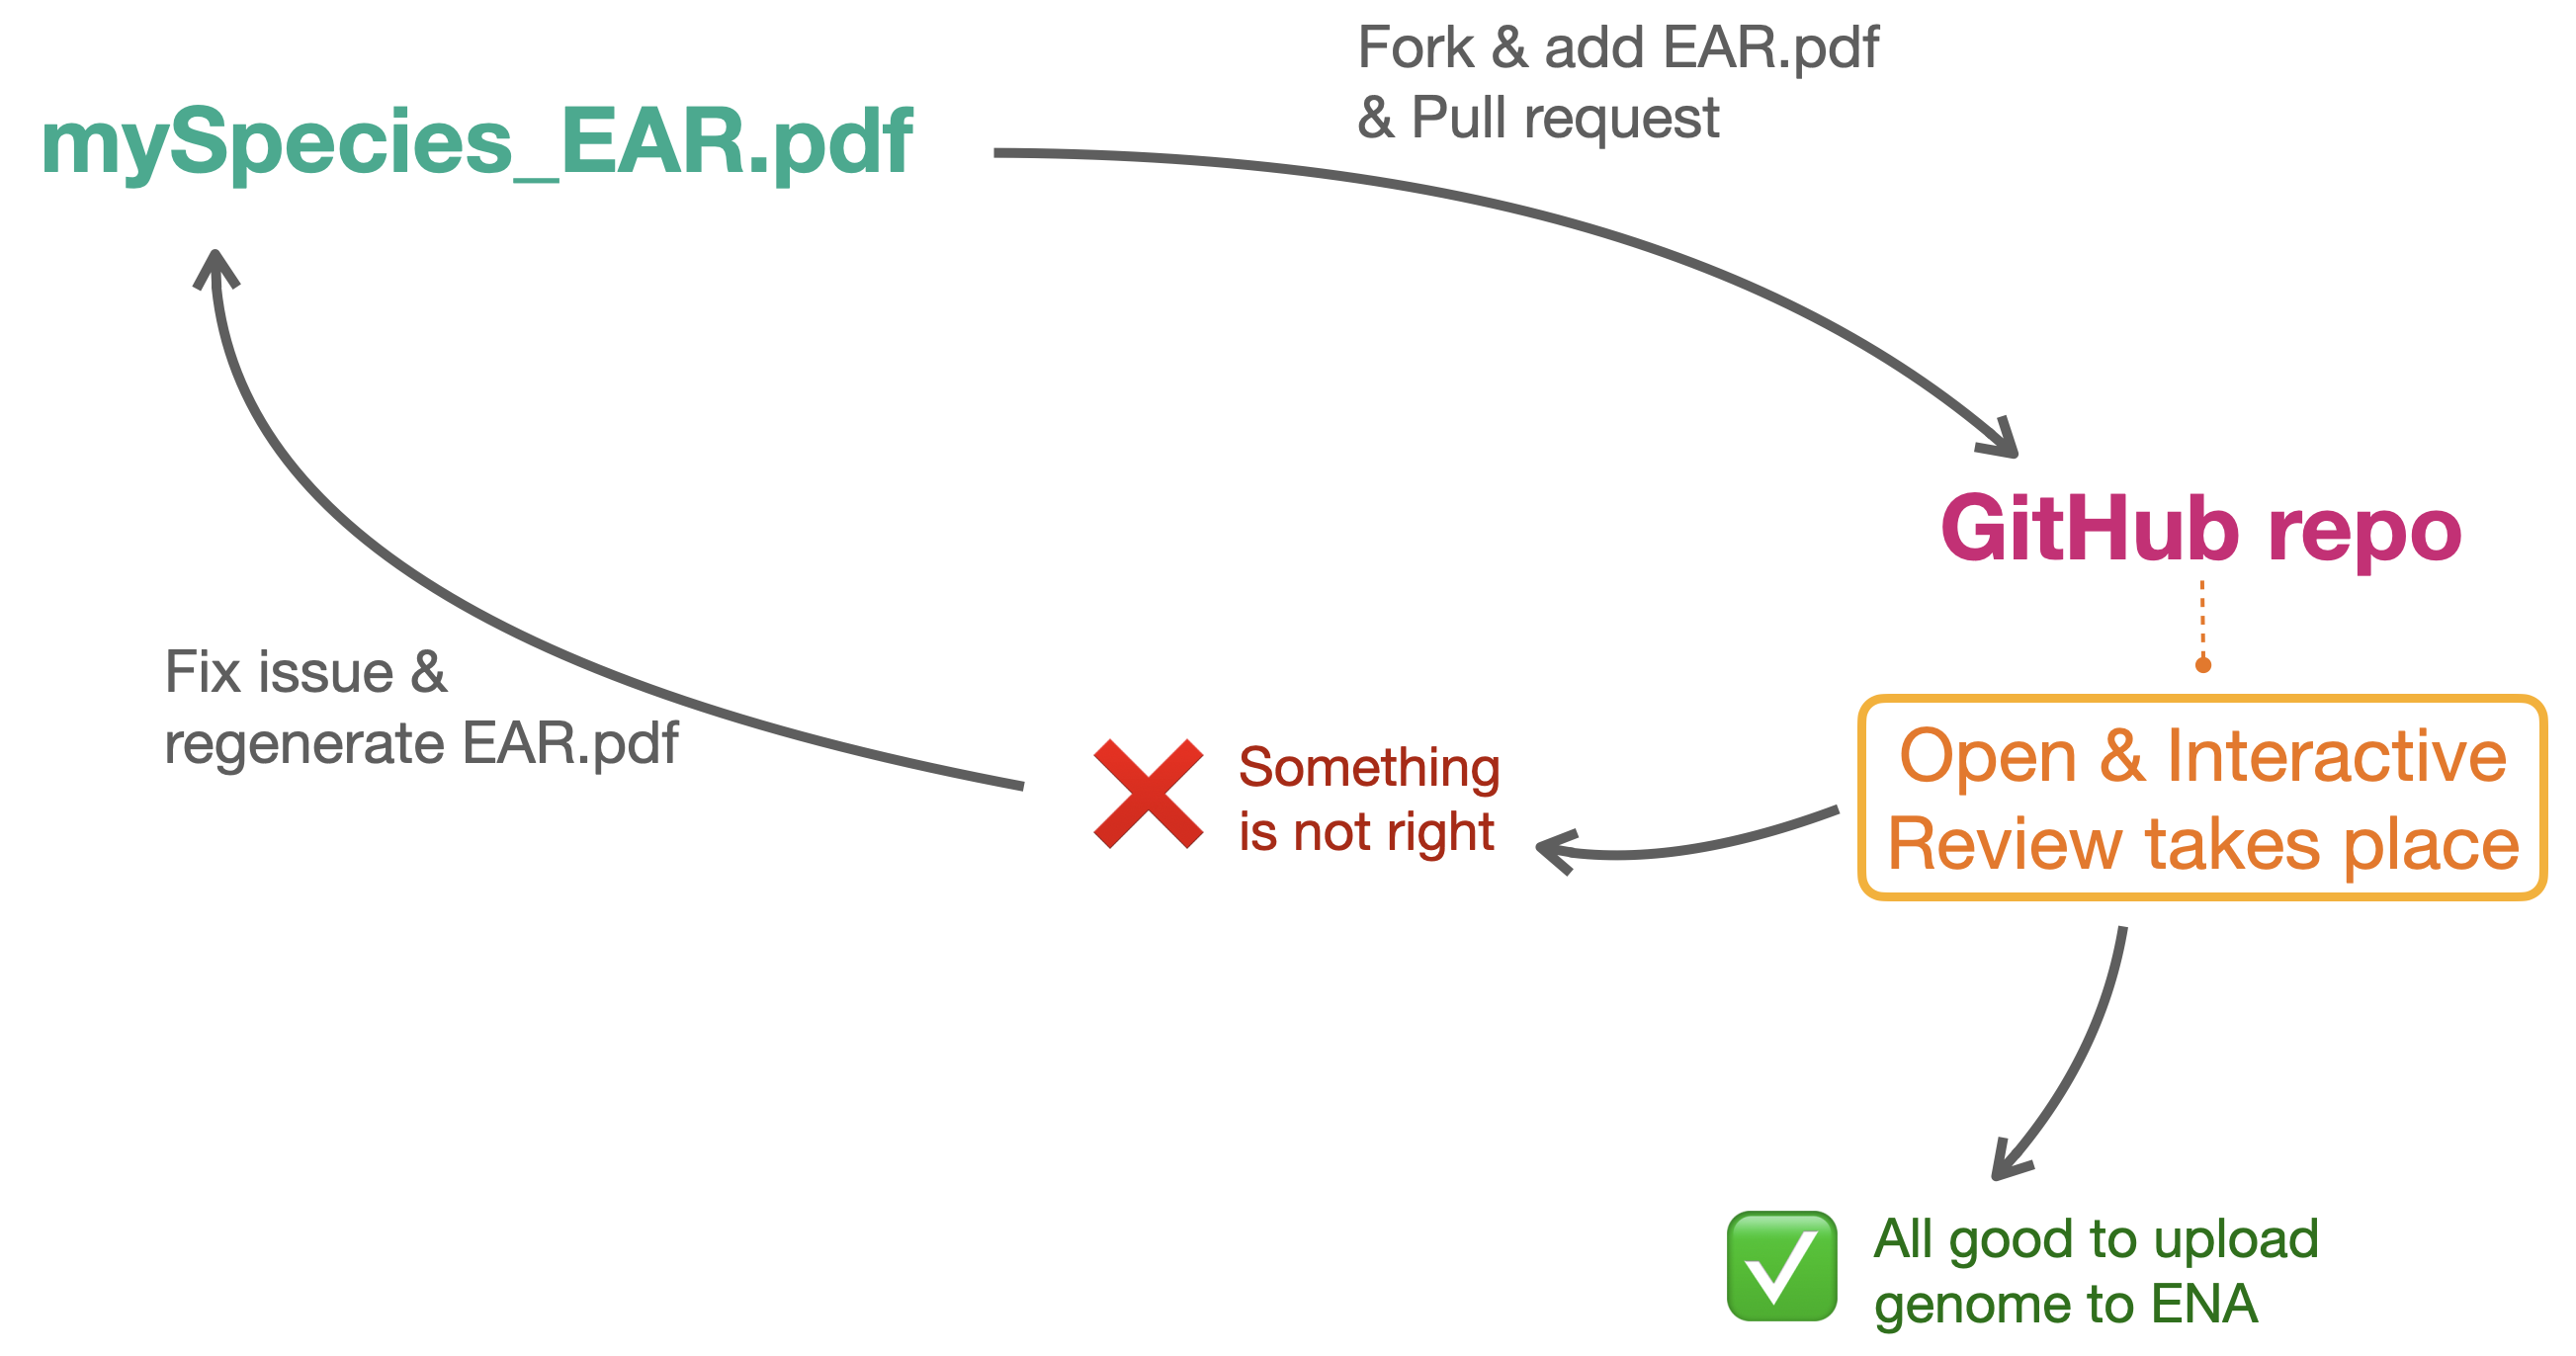 Fork & add EAR.pdf
& Pull request
mySpecies_EAR.pdf
GitHub repo
Fix issue &
regenerate EAR.pdf
Something
is not right
Open & Interactive
Review takes place
All good to upload
genome to ENA